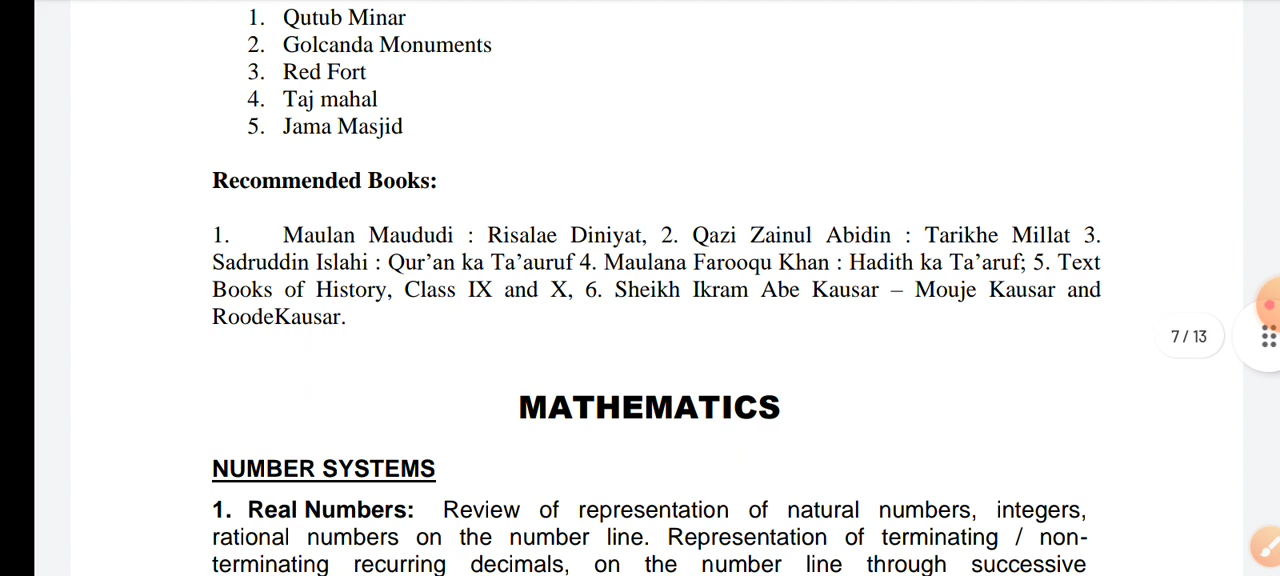 1. Qutub Minar
2. Golcanda Monuments
3. Red Fort
4. Taj mahal
5. Jama Masjid
Recommended Books:
1. Maulan Maududi : Risalae Diniyat, 2. Qazi Zainul Abidin : Tarikhe Millat 3.
Sadruddin Islahi : Qur’an ka Ta’auruf 4. Maulana Farooqu Khan : Hadith ka Ta’aruf; 5. Text
Books of History, Class IX and X, 6. Sheikh Ikram Abe Kausar – Mouje Kausar and
RoodeKausar.
7 / 13
MATHEMATICS
NUMBER SYSTEMS
1. Real Numbers: Review of representation of natural numbers, integers,
rational numbers on the number line. Representation of terminating / non-
terminating recurring decimals, on the number line through successive